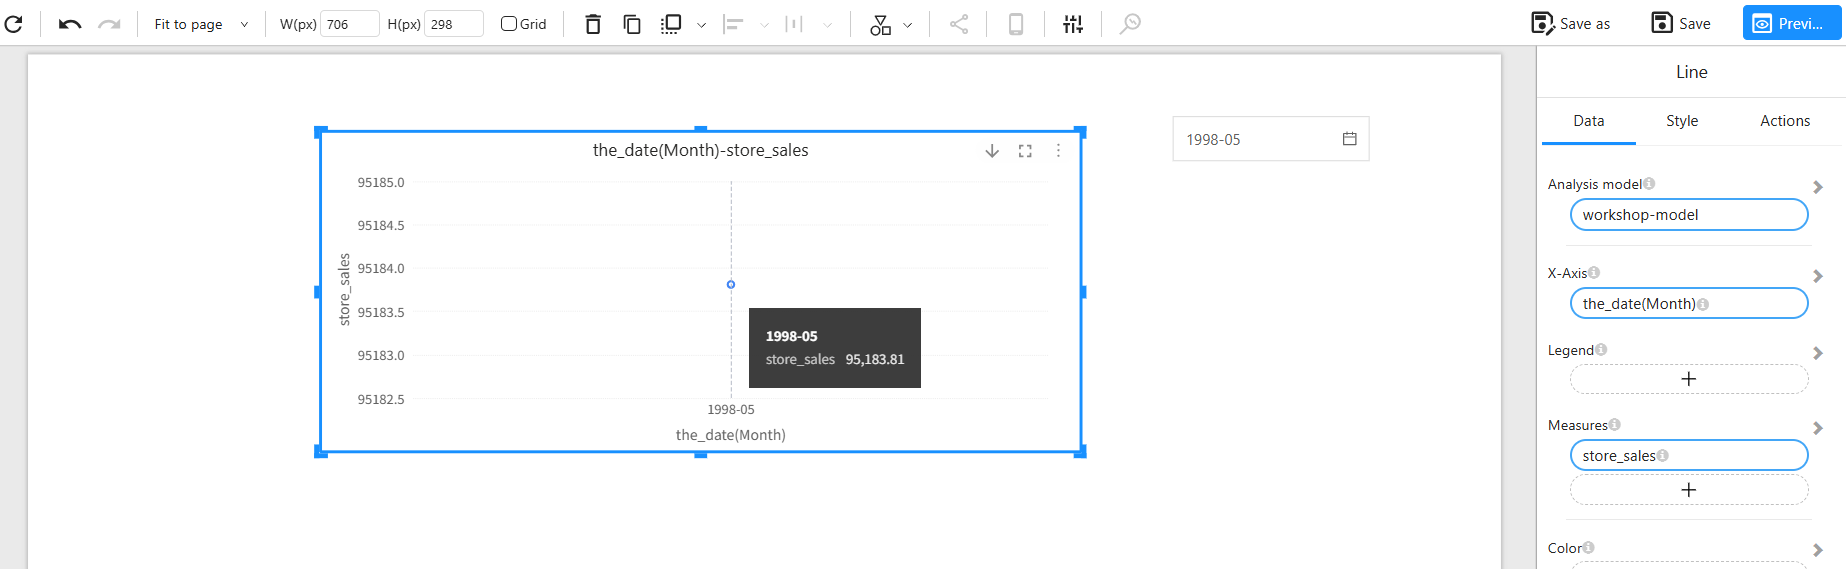 Fit to page W(px) 706 H(px) 298 Grid Save as Save Previ...
Line
Data Style Actions
the_date(Month)-store_sales
1998-05
95185.0
95184.5
95184.0
95183.5
95183.0
95182.5
store_sales
1998-05
store_sales 95,183.81
1998-05
the_date(Month)
Analysis model
workshop-model
X-Axis
the_date(Month)
Legend
Measures
store_sales
Color